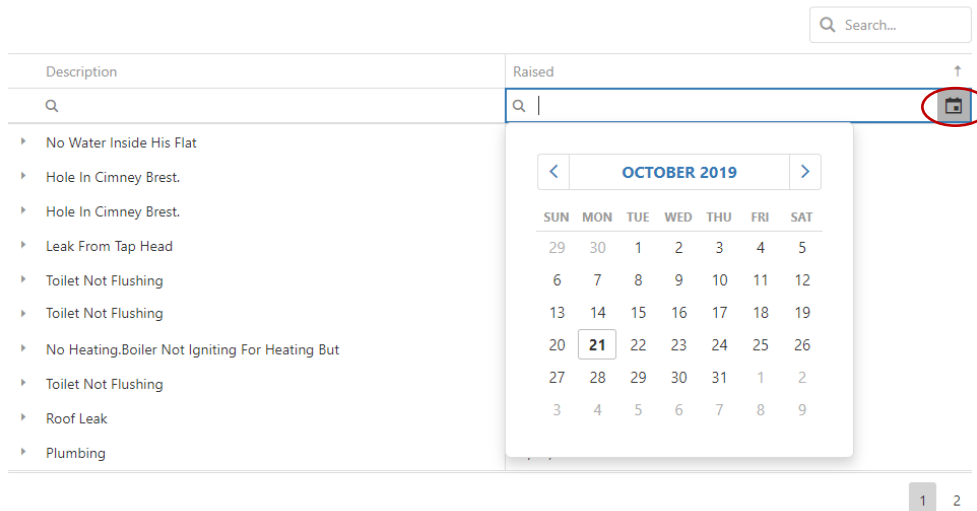 Search...
Description Raised
No Water Inside His Flat
Hole In Cimney Brest.
Hole In Cimney Brest.
Leak From Tap Head
Toilet Not Flushing
Toilet Not Flushing
No Heating.Boiler Not Igniting For Heating But
Toilet Not Flushing
Roof Leak
Plumbing
OCTOBER 2019
SUN MON TUE WED THU FRI SAT
29 30 1 2 3 4 5
6 7 8 9 10 11 12
13 14 15 16 17 18 19
20 21 22 23 24 25 26
27 28 29 30 31 1 2
3 4 5 6 7 8 9
1 2